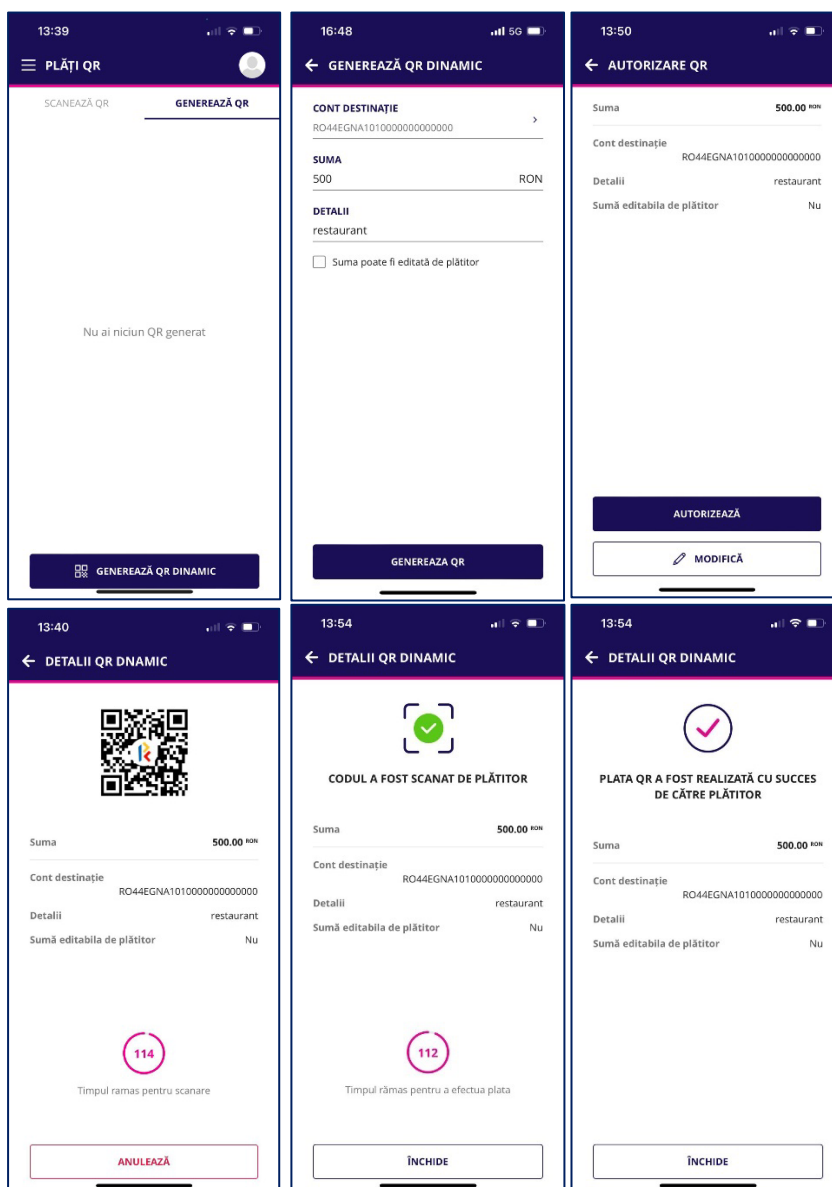 13:39
PLĂȚI QR
SCANEAZĂ QR
GENEREAZĂ QR
Nu ai niciun QR generat
GENEREAZĂ QR DINAMIC
16:48
5G
GENEREAZĂ QR DINAMIC
CONT DESTINAȚIE
RO44EGNA1010000000000000
SUMA
500 RON
DETALII
restaurant
Suma poate fi editată de plătitor
GENEREAZA QR
13:50
AUTORIZARE QR
Suma 500.00 RON
Cont destinație
RO44EGNA1010000000000000
Detalii restaurant
Sumă editabila de plătitor Nu
AUTORIZEAZĂ
MODIFICĂ
13:40
DETALII QR DNAMIC
Suma 500.00 RON
Cont destinație
RO44EGNA1010000000000000
Detalii restaurant
Sumă editabila de plătitor Nu
114
Timpul ramas pentru scanare
ANULEAZĂ
13:54
DETALII QR DINAMIC
CODUL A FOST SCANAT DE PLĂTITOR
Suma 500.00 RON
Cont destinație
RO44EGNA1010000000000000
Detalii restaurant
Sumă editabila de plătitor Nu
112
Timpul rămas pentru a efectua plata
ÎNCHIDE
13:54
DETALII QR DINAMIC
PLATA QR A FOST REALIZATĂ CU SUCCES
DE CĂTRE PLĂTITOR
Suma 500.00 RON
Cont destinație
RO44EGNA1010000000000000
Detalii restaurant
Sumă editabila de plătitor Nu
ÎNCHIDE